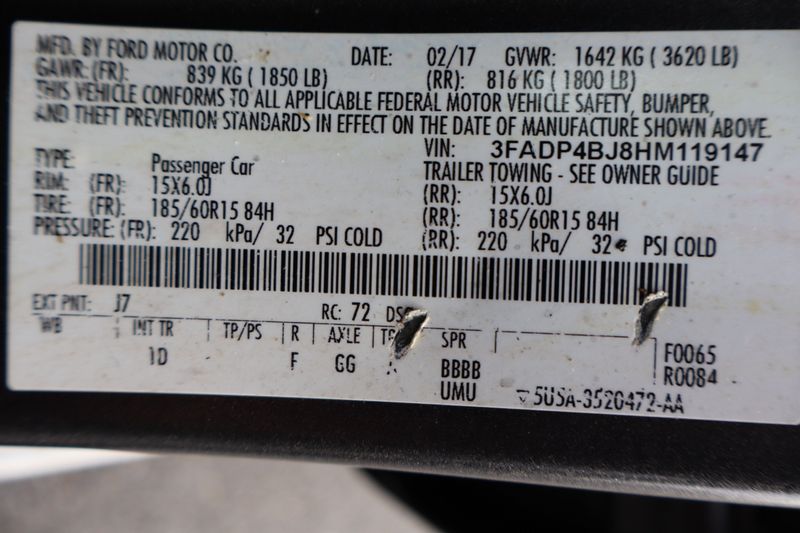 MFD. BY FORD MOTOR CO. DATE: 02/17 GVWR: 1642 KG ( 3620 LB)
GAWR: (FR): 839 KG ( 1850 LB) (RR): 816 KG ( 1800 LB)
THIS VEHICLE CONFORMS TO ALL APPLICABLE FEDERAL MOTOR VEHICLE SAFETY, BUMPER,
AND THEFT PREVENTION STANDARDS IN EFFECT ON THE DATE OF MANUFACTURE SHOWN ABOVE.
VIN: 3FADP4BJ8HM119147
TYPE: Passenger Car TRAILER TOWING - SEE OWNER GUIDE
RIM: (FR): 15X6.0J (RR): 15X6.0J
TIRE: (FR): 185/60R15 84H (RR): 185/60R15 84H
PRESSURE: (FR): 220 kPa/ 32 PSI COLD (RR): 220 kPa/ 32 PSI COLD
EXT PNT: J7 RC: 72
WB INT TR TP/PS R AXLE SPR
1D F GG BBBB F0065
UMU R0084
5USA-3520472-AA